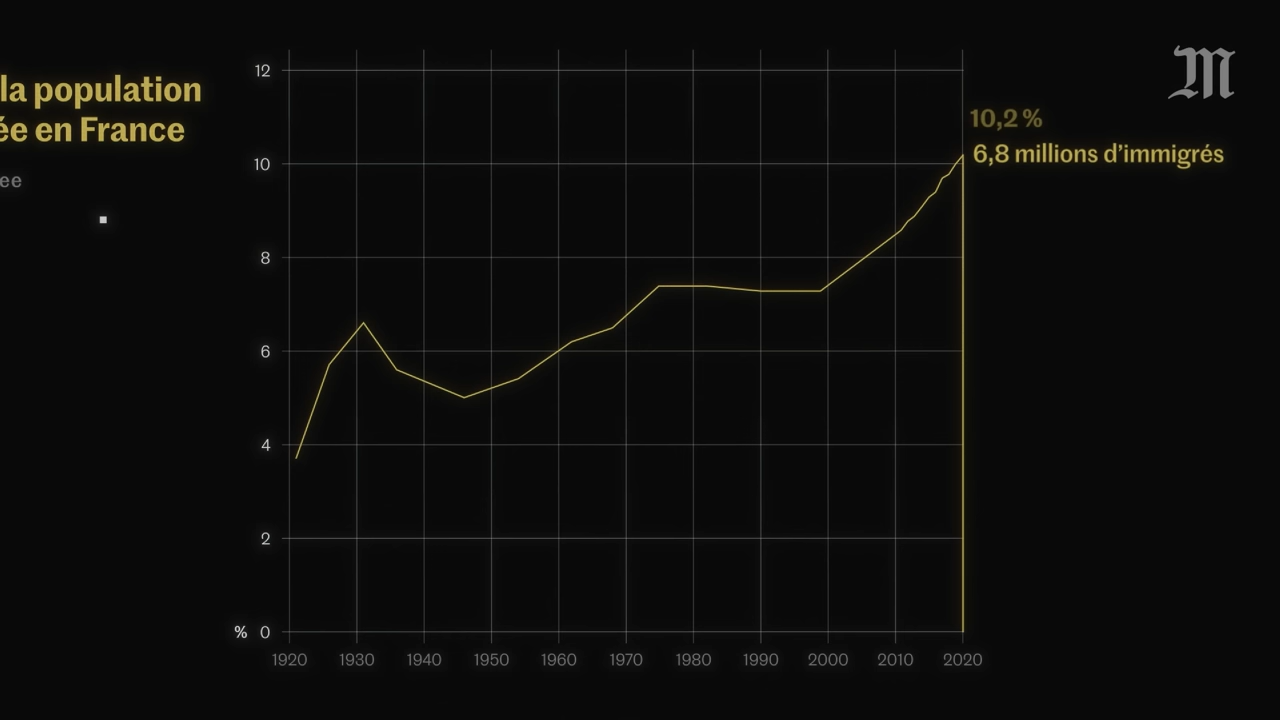 la population
ée en France
ee
12
10
8
6
4
2
% 0
1920 1930 1940 1950 1960 1970 1980 1990 2000 2010 2020
10,2 %
6,8 millions d’immigrés
M